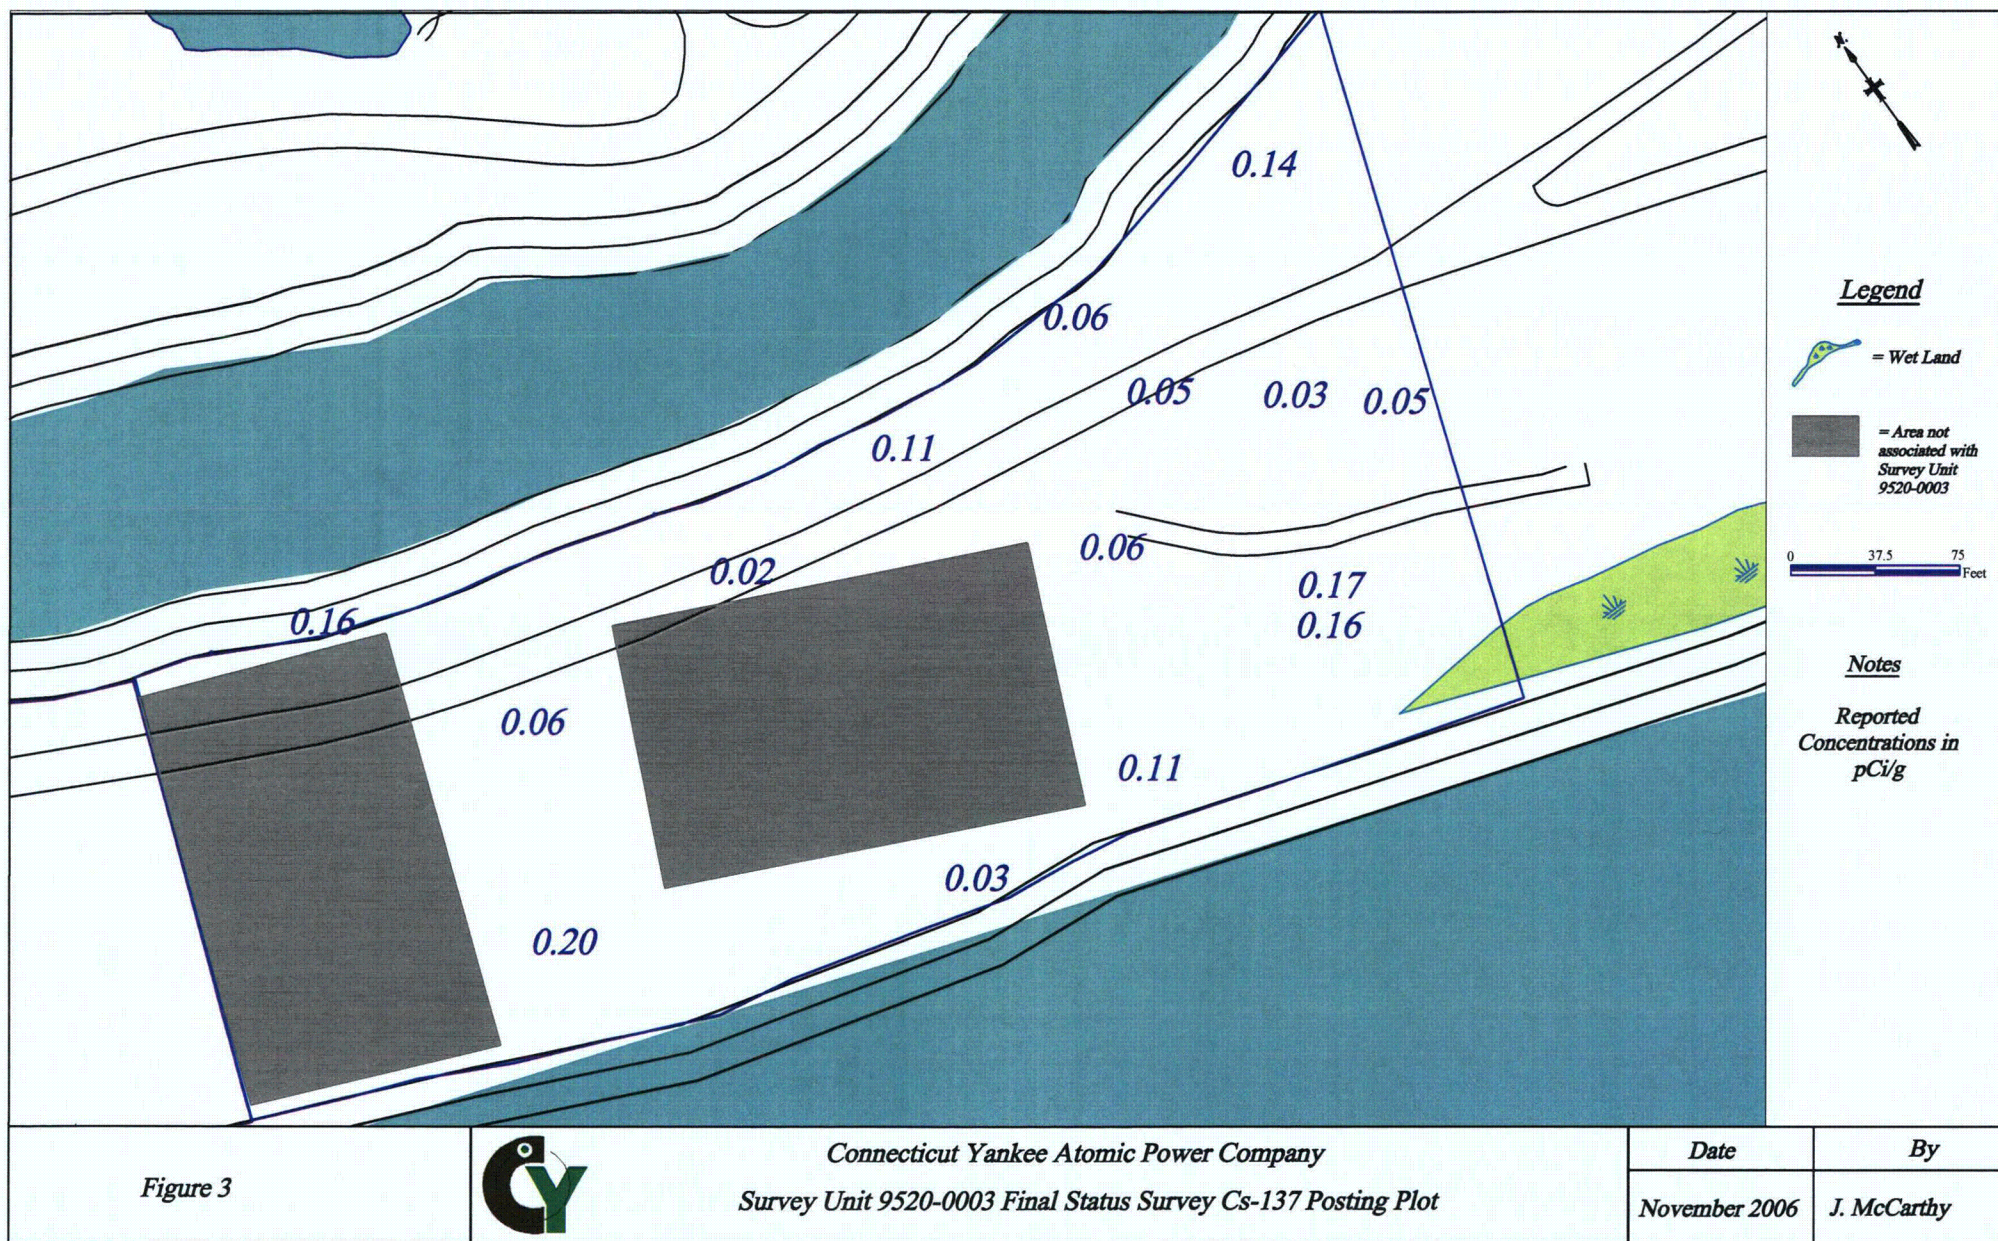 N
0.14
0.06
0.05
0.03
0.05
0.11
0.06
0.02
0.17
0.16
0.16
0.06
0.11
0.03
0.20
Legend
= Wet Land
= Area not
associated with
Survey Unit
9520-0003
0 37.5 75
Feet
Notes
Reported
Concentrations in
pCi/g
Figure 3
CY
Connecticut Yankee Atomic Power Company
Survey Unit 9520-0003 Final Status Survey Cs-137 Posting Plot
Date
By
November 2006
J. McCarthy